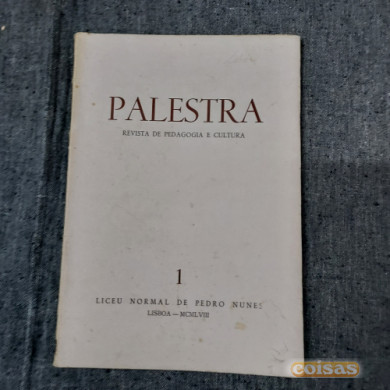 PALESTRA
REVISTA DE PEDAGOGIA E CULTURA
1
LICEU NORMAL DE PEDRO NUNES
LISBOA — MCMLVIII
coisas